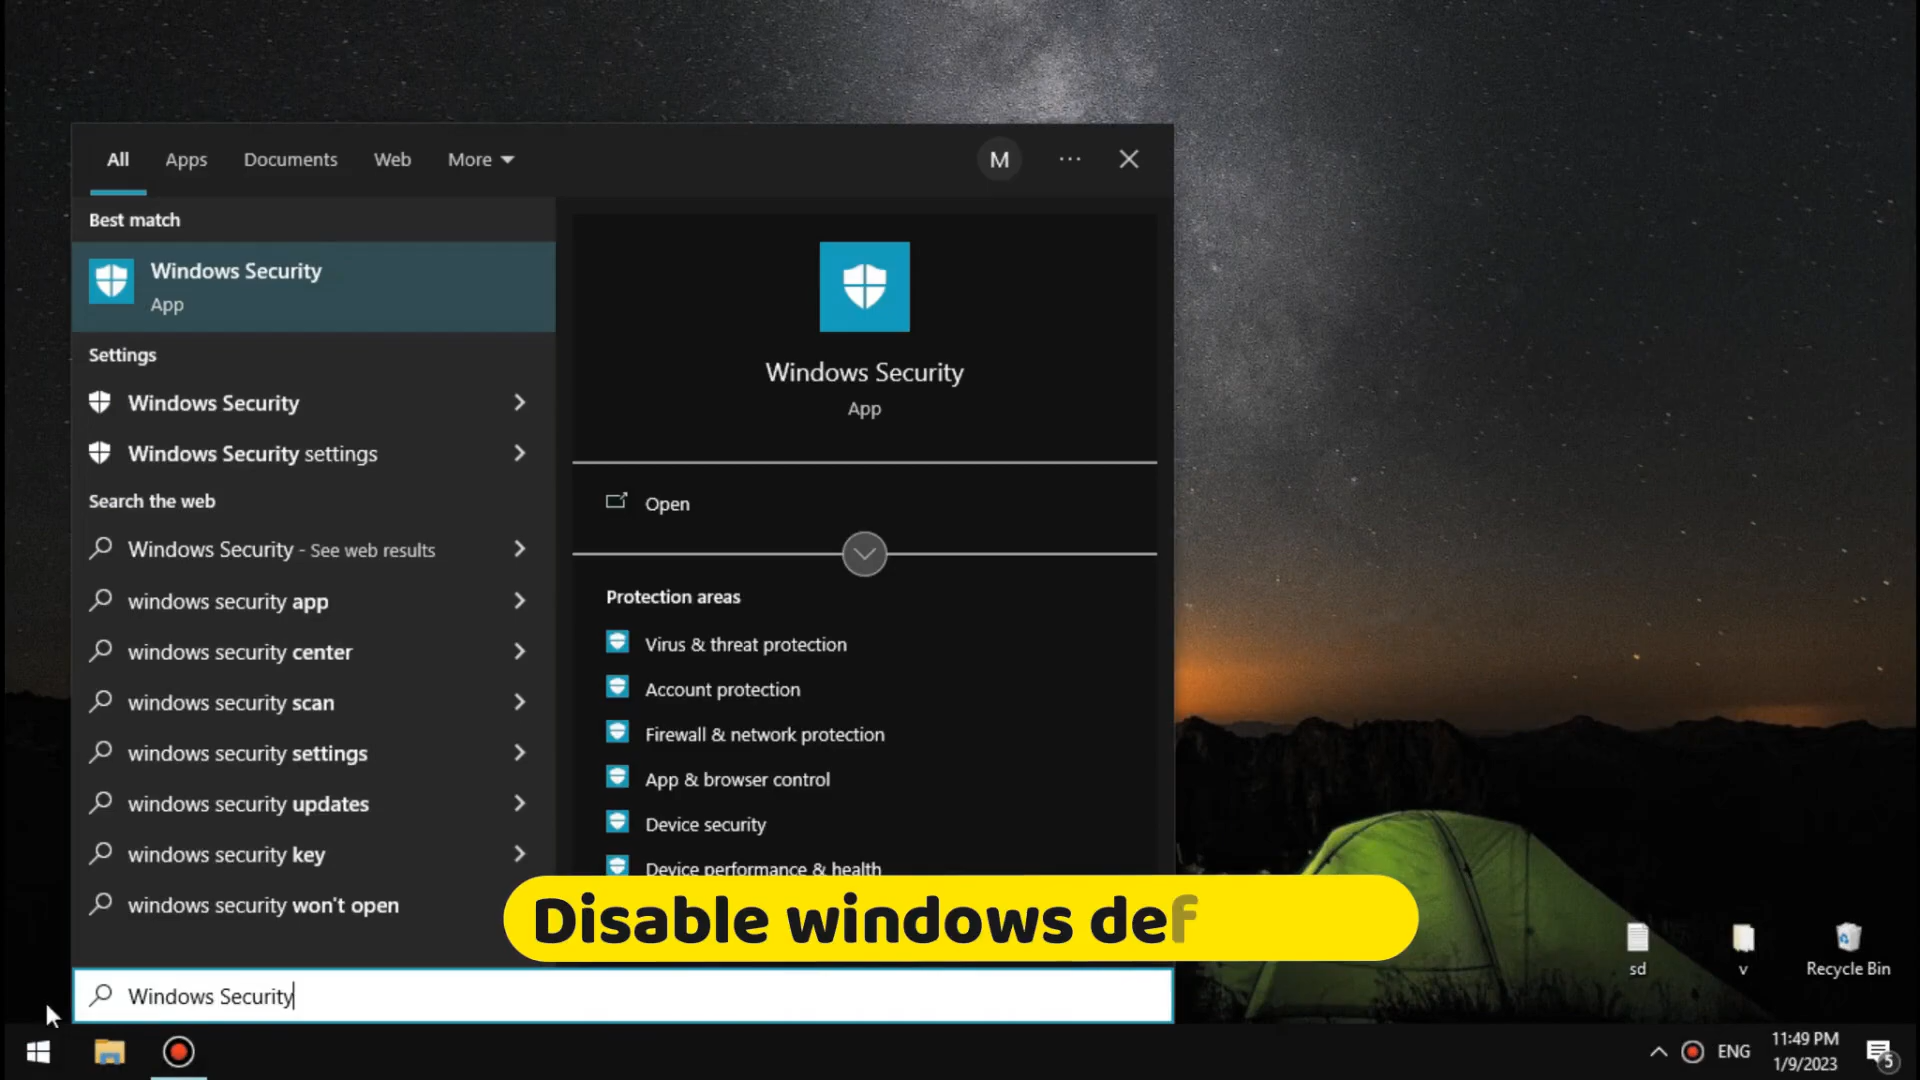 All
Apps
Documents
Web
More
M
Best match
Windows Security
App
Settings
Windows Security
Windows Security settings
Search the web
Windows Security - See web results
windows security app
windows security center
windows security scan
windows security settings
windows security updates
windows security key
windows security won't open
Windows Security
App
Open
Protection areas
Virus & threat protection
Account protection
Firewall & network protection
App & browser control
Device security
Device performance & health
Disable windows def
sd
v
Recycle Bin
Windows Security
ENG
11:49 PM
1/9/2023
5